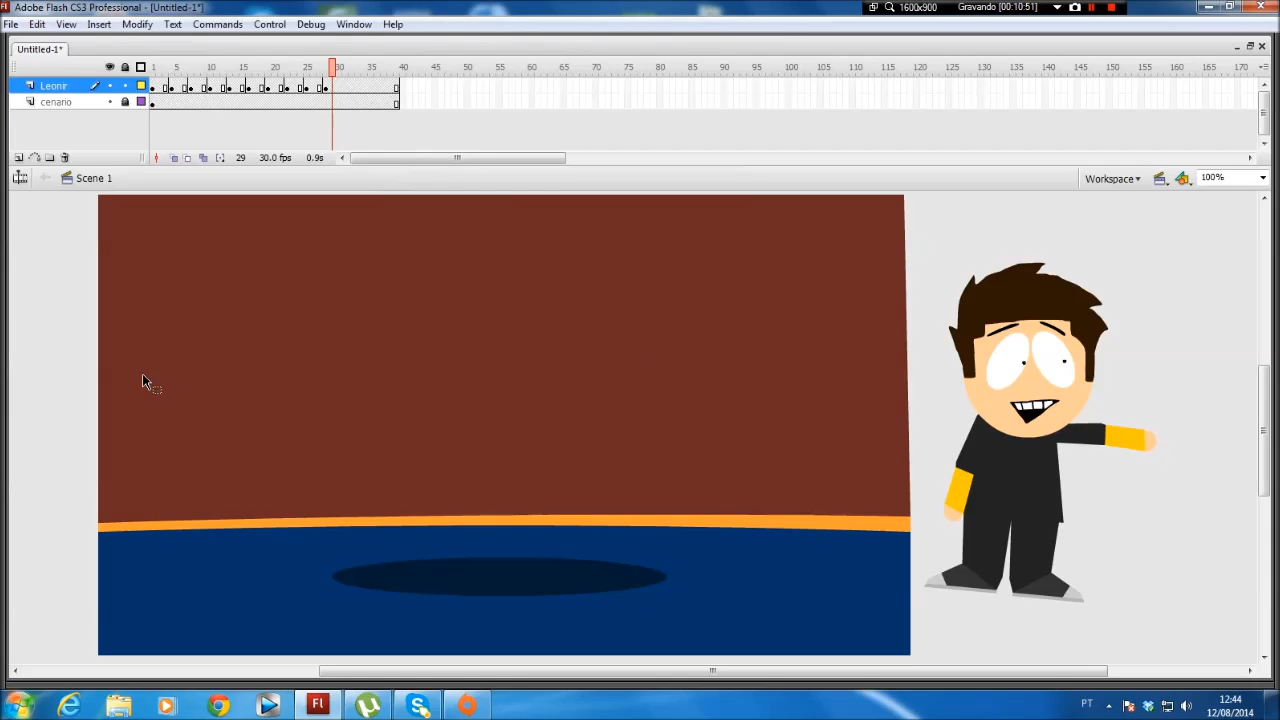 Adobe Flash CS3 Professional - [Untitled-1*]
1600x900
Gravando [00:10:51]
File Edit View Insert Modify Text Commands Control Debug Window Help
Untitled-1*
1 5 10 15 20 25 30 35 40 45 50 55 60 65 70 75 80 85 90 95 100 105 110 115 120 125 130 135 140 145 150 155 160 165 170
Leonir
cenario
29 30.0 fps 0.9s
Scene 1
Workspace
100%
Fl
PT
12:44
12/08/2014